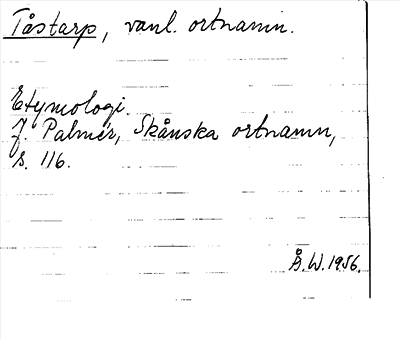 Tåstarp, vanl. ortnamn.
Etymologi.
J. Palmér, Skånska ortnamn,
s. 116.
Å.W.1956.